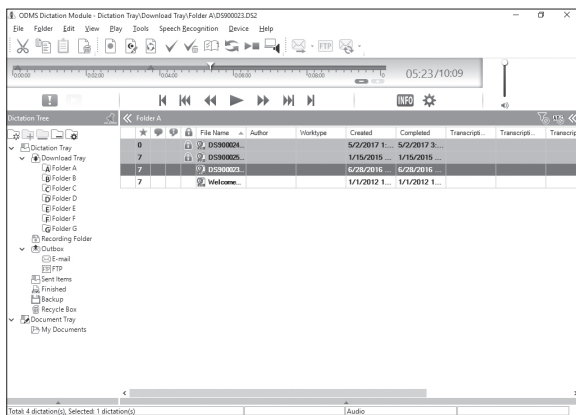 ODMS Dictation Module - Dictation Tray\Download Tray\Folder A\DS900023.DS2
File Folder Edit View Play Tools Speech Recognition Device Help
FTP
0:00:00 0:02:00 0:04:00 0:06:00 0:08:00
05:23/10:09
INFO
Dictation Tree
Folder A
File Name Author Worktype Created Completed Transcripti... Transcripti... Transcrip
0 DS900024... 5/2/2017 1:... 5/2/2017 3:...
7 DS900025... 1/15/2015 ... 1/15/2015 ...
7 DS900023... 6/28/2016 ... 6/28/2016 ...
7 Welcome... 1/1/2012 1... 1/1/2012 1...
Dictation Tray
Download Tray
A Folder A
B Folder B
C Folder C
D Folder D
E Folder E
F Folder F
G Folder G
Recording Folder
Outbox
E-mail
FTP FTP
Sent Items
Finished
Backup
Recycle Box
Document Tray
My Documents
Total: 4 dictation(s), Selected: 1 dictation(s) Audio